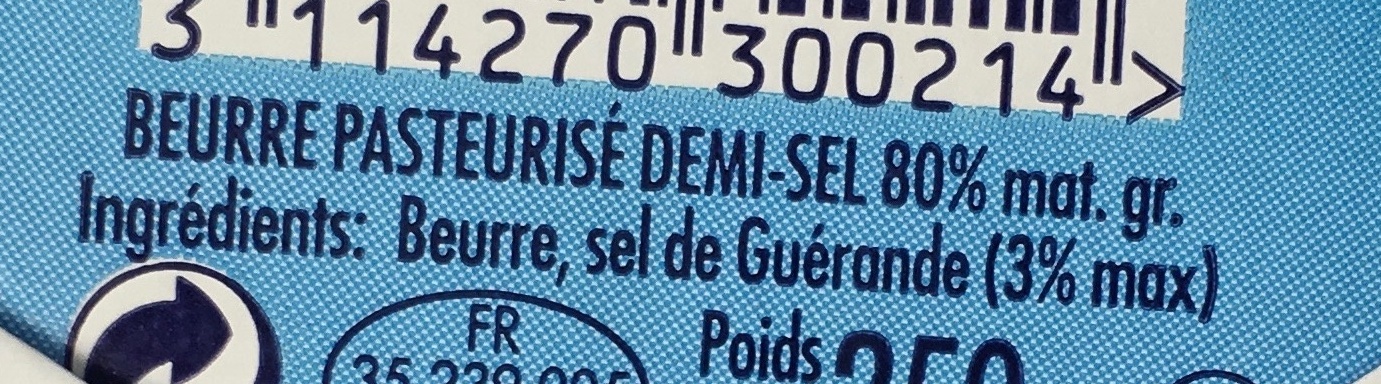 3 114270 300214 >
BEURRE PASTEURISÉ DEMI-SEL 80% mat. gr.
Ingrédients: Beurre, sel de Guérande (3% max)
FR
Poids